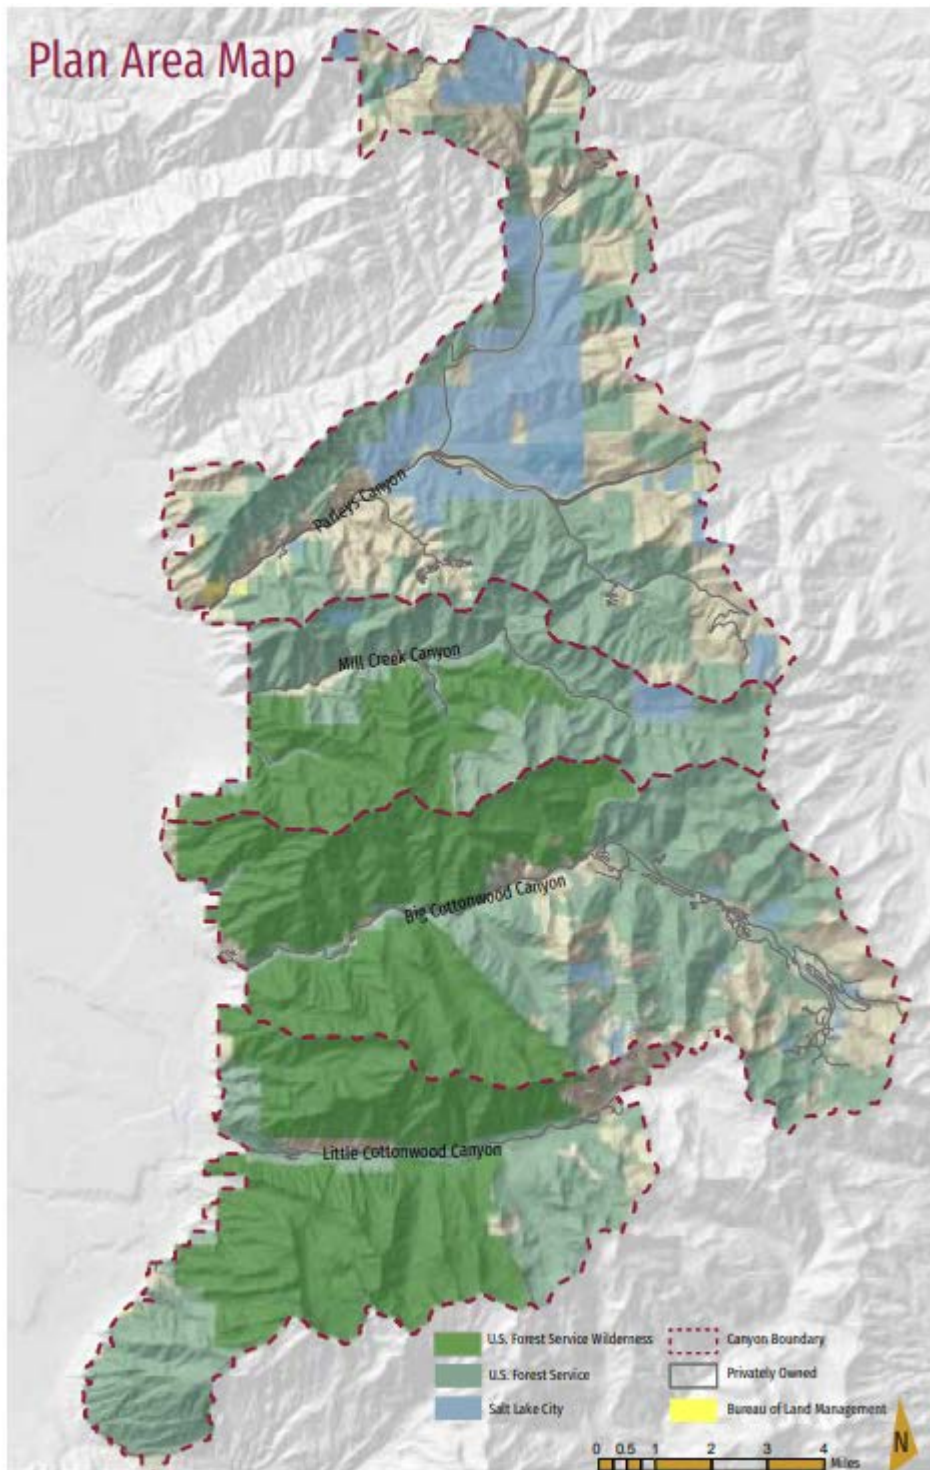 Plan Area Map
Parleys Canyon
Mill Creek Canyon
Big Cottonwood Canyon
Little Cottonwood Canyon
U.S. Forest Service Wilderness
Canyon Boundary
U.S. Forest Service
Privately Owned
Salt Lake City
Bureau of Land Management
0 0.5 1 2 3 4
Miles
N